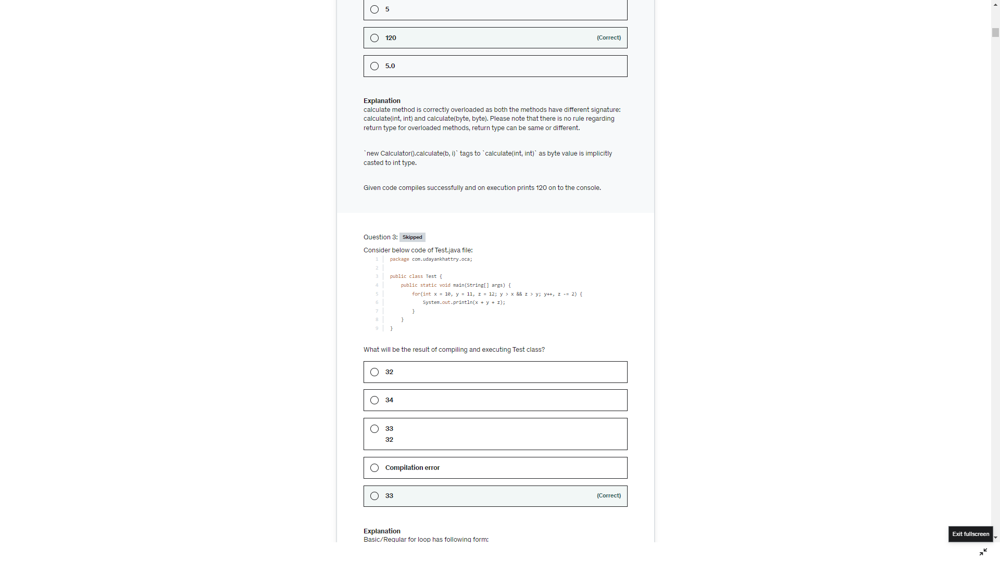 5
120 (Correct)
5.0
Explanation
calculate method is correctly overloaded as both the methods have different signature:
calculate(int, int) and calculate(byte, byte). Please note that there is no rule regarding
return type for overloaded methods, return type can be same or different.
`new Calculator().calculate(b, i)` tags to `calculate(int, int)` as byte value is implicitly
casted to int type.
Given code compiles successfully and on execution prints 120 on to the console.
Question 3: Skipped
Consider below code of Test.java file:
1 package com.udayankhattry.oca;
2
3 public class Test {
4 public static void main(String[] args) {
5 for(int x = 10, y = 11, z = 12; y > x && z > y; y++, z -= 2) {
6 System.out.println(x + y + z);
7 }
8 }
9 }
What will be the result of compiling and executing Test class?
32
34
33
32
Compilation error
33 (Correct)
Explanation
Basic/Regular for loop has following form:
Exit fullscreen